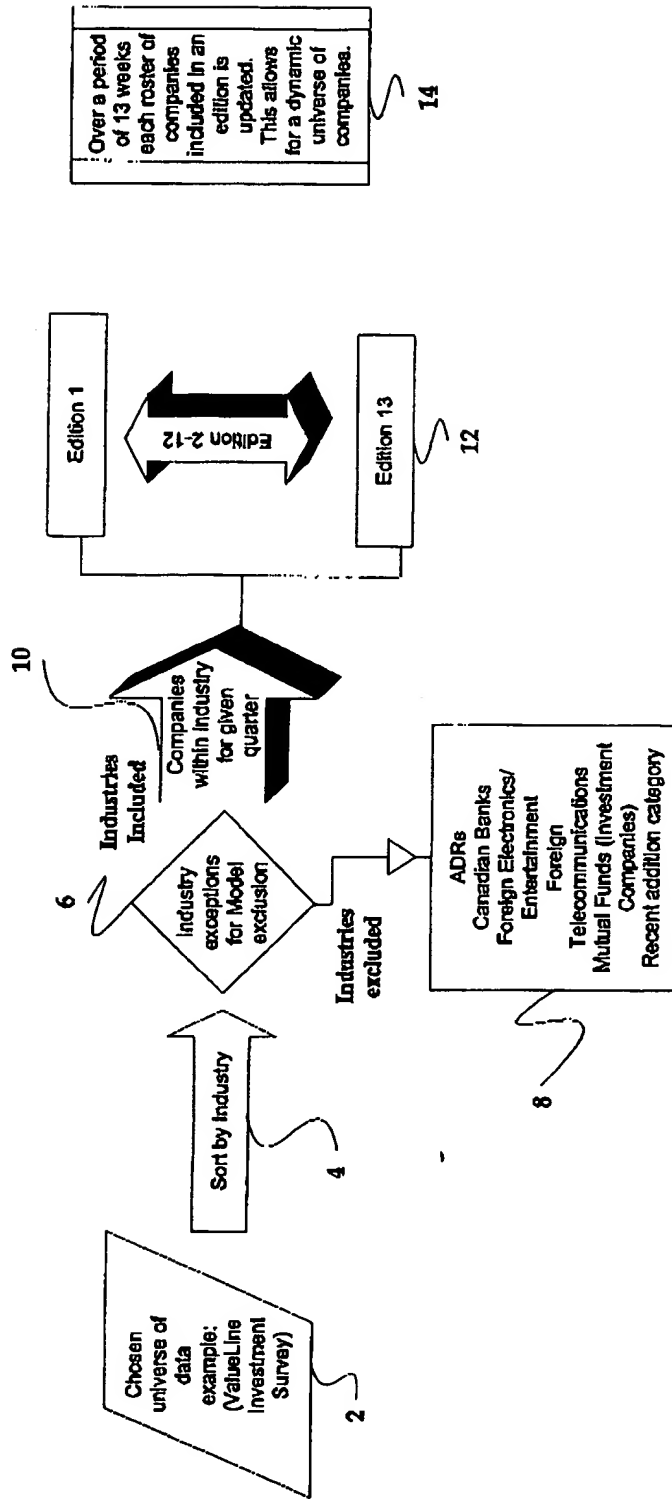 Chosen
universe of
data
example:
(ValueLine
Investment
Survey)
2
Sort by Industry
4
6
Industry
exceptions
for Model
exclusion
Industries
excluded
ADRs
Canadian Banks
Foreign Electronics/
Entertainment
Foreign
Telecommunications
Mutual Funds (Investment
Companies)
Recent addition category
8
Industries
Included
10
Companies
within Industry
for given
quarter
Edition 1
Edition 2-12
Edition 13
12
Over a period
of 13 weeks
each roster of
companies
included in an
edition is
updated.
This allows
for a dynamic
universe of
companies.
14